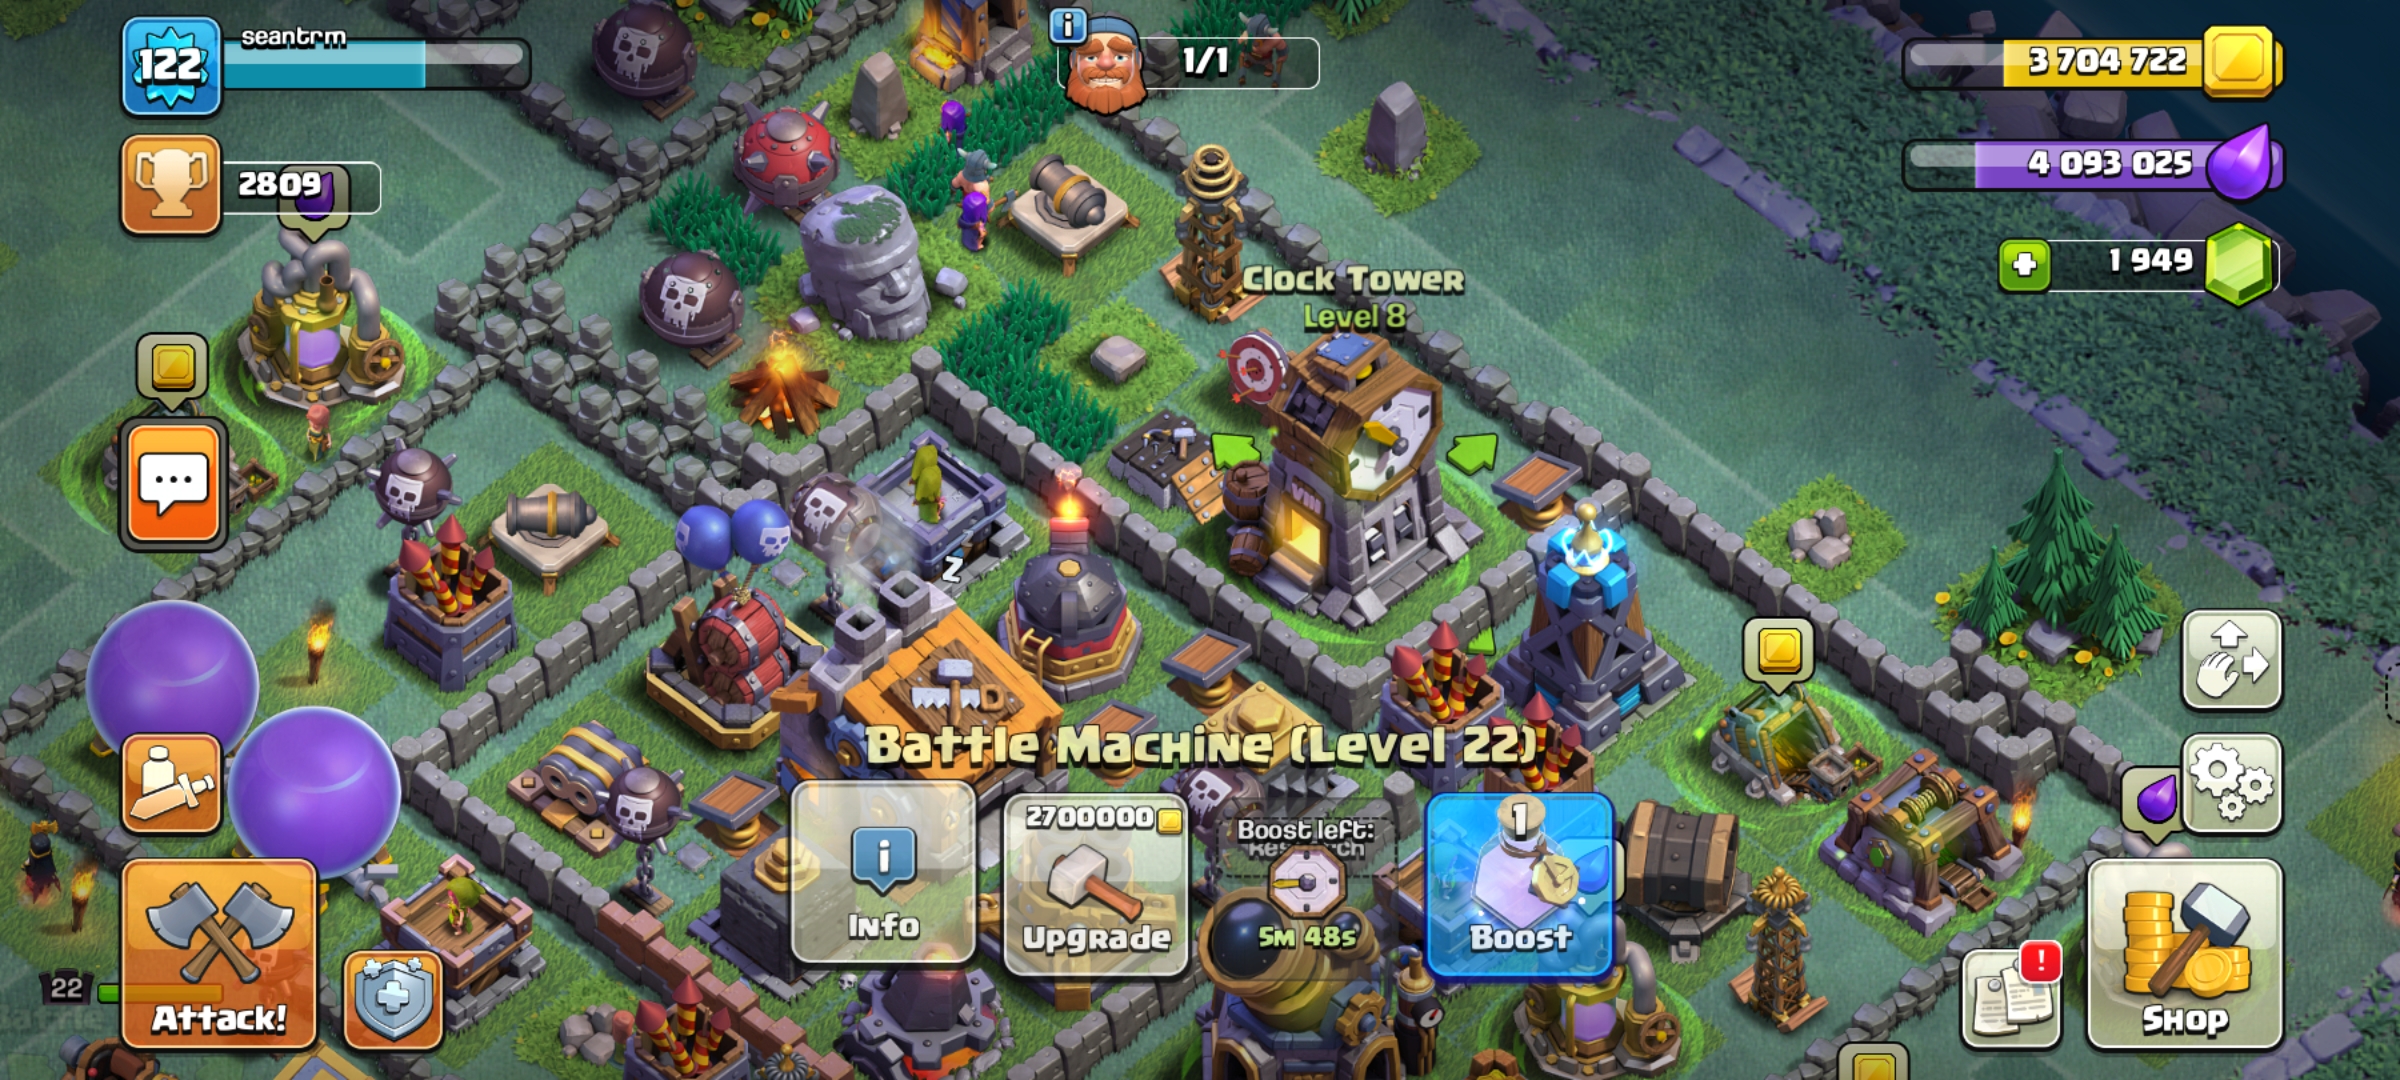 122
seantrm
2809
i
1/1
3 704 722
4 093 025
1 949
Clock Tower
Level 8
VIII
Z
Battle Machine (Level 22)
i
Info
2700000
Upgrade
Boost left:
5M 48s
1
Boost
22
Attack!
!
Shop